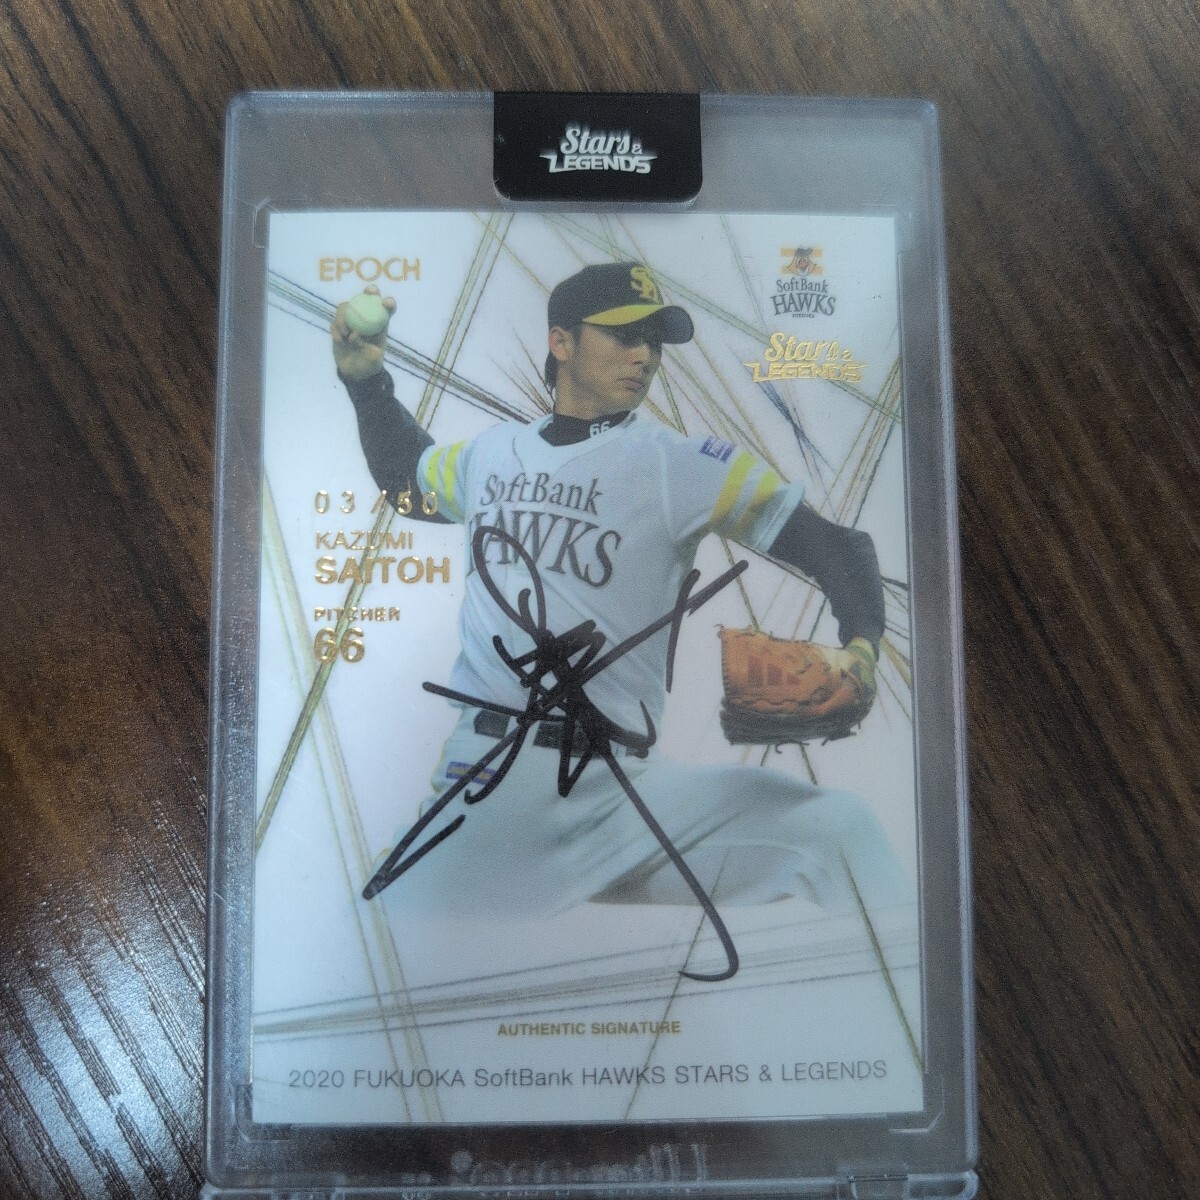 Stars &
LEGENDS
EPOCH
SoftBank
HAWKS
Stars &
LEGENDS
SH
66
SoftBank
HAWKS
03/50
KAZUMI
SAITOH
PITCHER
66
AUTHENTIC SIGNATURE
2020 FUKUOKA SoftBank HAWKS STARS & LEGENDS